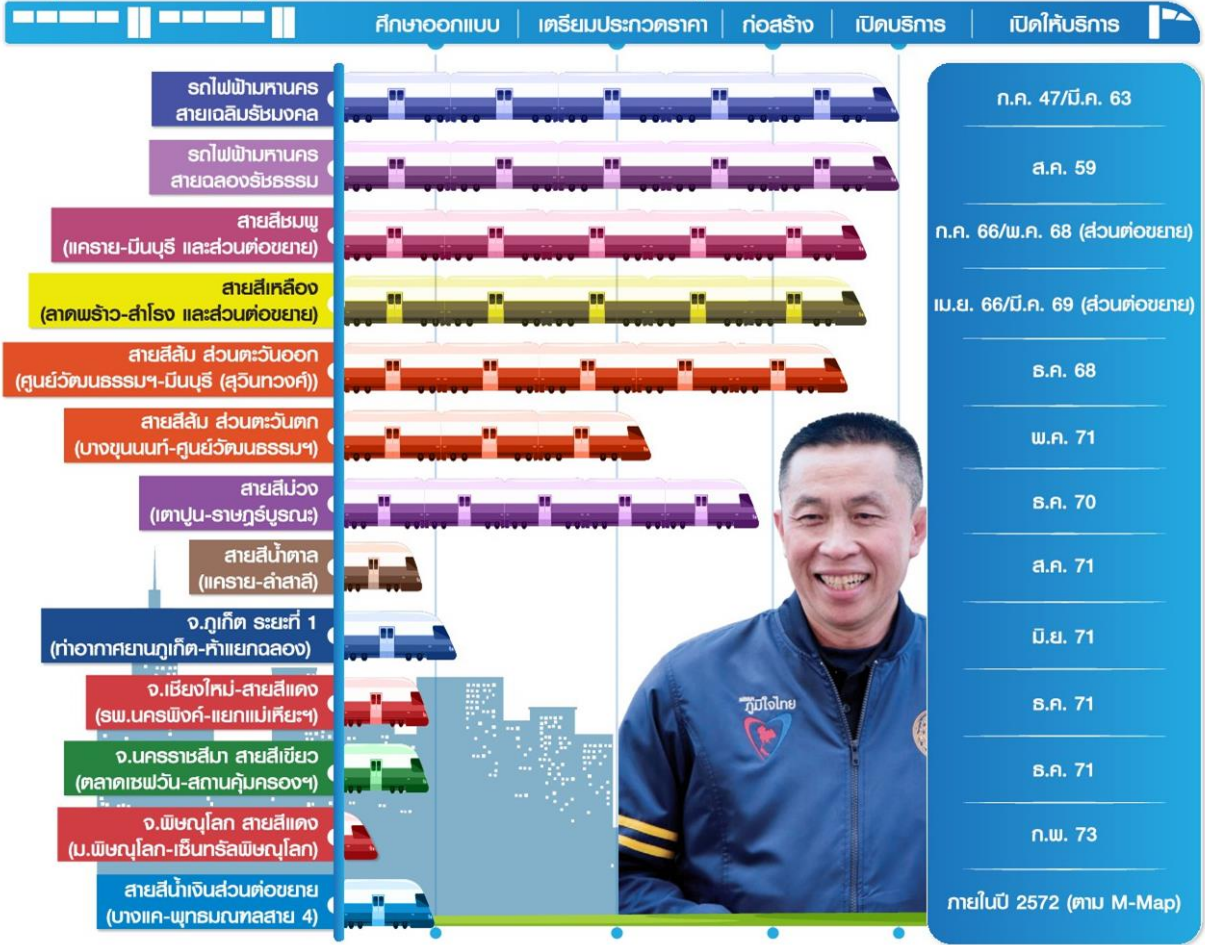 ศึกษาออกแบบ
เตรียมประกวดราคา
ก่อสร้าง
เปิดบริการ
เปิดให้บริการ
รถไฟฟ้ามหานคร
สายเฉลิมรัชมงคล
ก.ค. 47/มี.ค. 63
รถไฟฟ้ามหานคร
สายฉลองรัชธรรม
ส.ค. 59
สายสีชมพู
(แคราย-มีนบุรี และส่วนต่อขยาย)
ก.ค. 66/พ.ค. 68 (ส่วนต่อขยาย)
สายสีเหลือง
(ลาดพร้าว-สำโรง และส่วนต่อขยาย)
เม.ย. 66/มี.ค. 69 (ส่วนต่อขยาย)
สายสีส้ม ส่วนตะวันออก
(ศูนย์วัฒนธรรมฯ-มีนบุรี (สุวินทวงศ์))
ธ.ค. 68
สายสีส้ม ส่วนตะวันตก
(บางขุนนนท์-ศูนย์วัฒนธรรมฯ)
พ.ค. 71
สายสีม่วง
(เตาปูน-ราษฎร์บูรณะ)
ธ.ค. 70
สายสีน้ำตาล
(แคราย-ลำสาลี)
ส.ค. 71
จ.ภูเก็ต ระยะที่ 1
(ท่าอากาศยานภูเก็ต-ห้าแยกฉลอง)
มิ.ย. 71
จ.เชียงใหม่-สายสีแดง
(รพ.นครพิงค์-แยกแม่เหียะฯ)
ธ.ค. 71
จ.นครราชสีมา สายสีเขียว
(ตลาดเซฟวัน-สถานคุ้มครองฯ)
ธ.ค. 71
จ.พิษณุโลก สายสีแดง
(ม.พิษณุโลก-เซ็นทรัลพิษณุโลก)
ก.พ. 73
สายสีน้ำเงินส่วนต่อขยาย
(บางแค-พุทธมณฑลสาย 4)
ภายในปี 2572 (ตาม M-Map)
ภูมิใจไทย